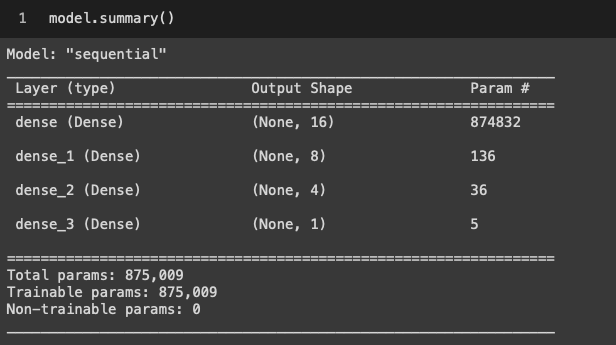 1 model.summary()
Model: "sequential"
Layer (type) Output Shape Param #
dense (Dense) (None, 16) 874832
dense_1 (Dense) (None, 8) 136
dense_2 (Dense) (None, 4) 36
dense_3 (Dense) (None, 1) 5
Total params: 875,009
Trainable params: 875,009
Non-trainable params: 0